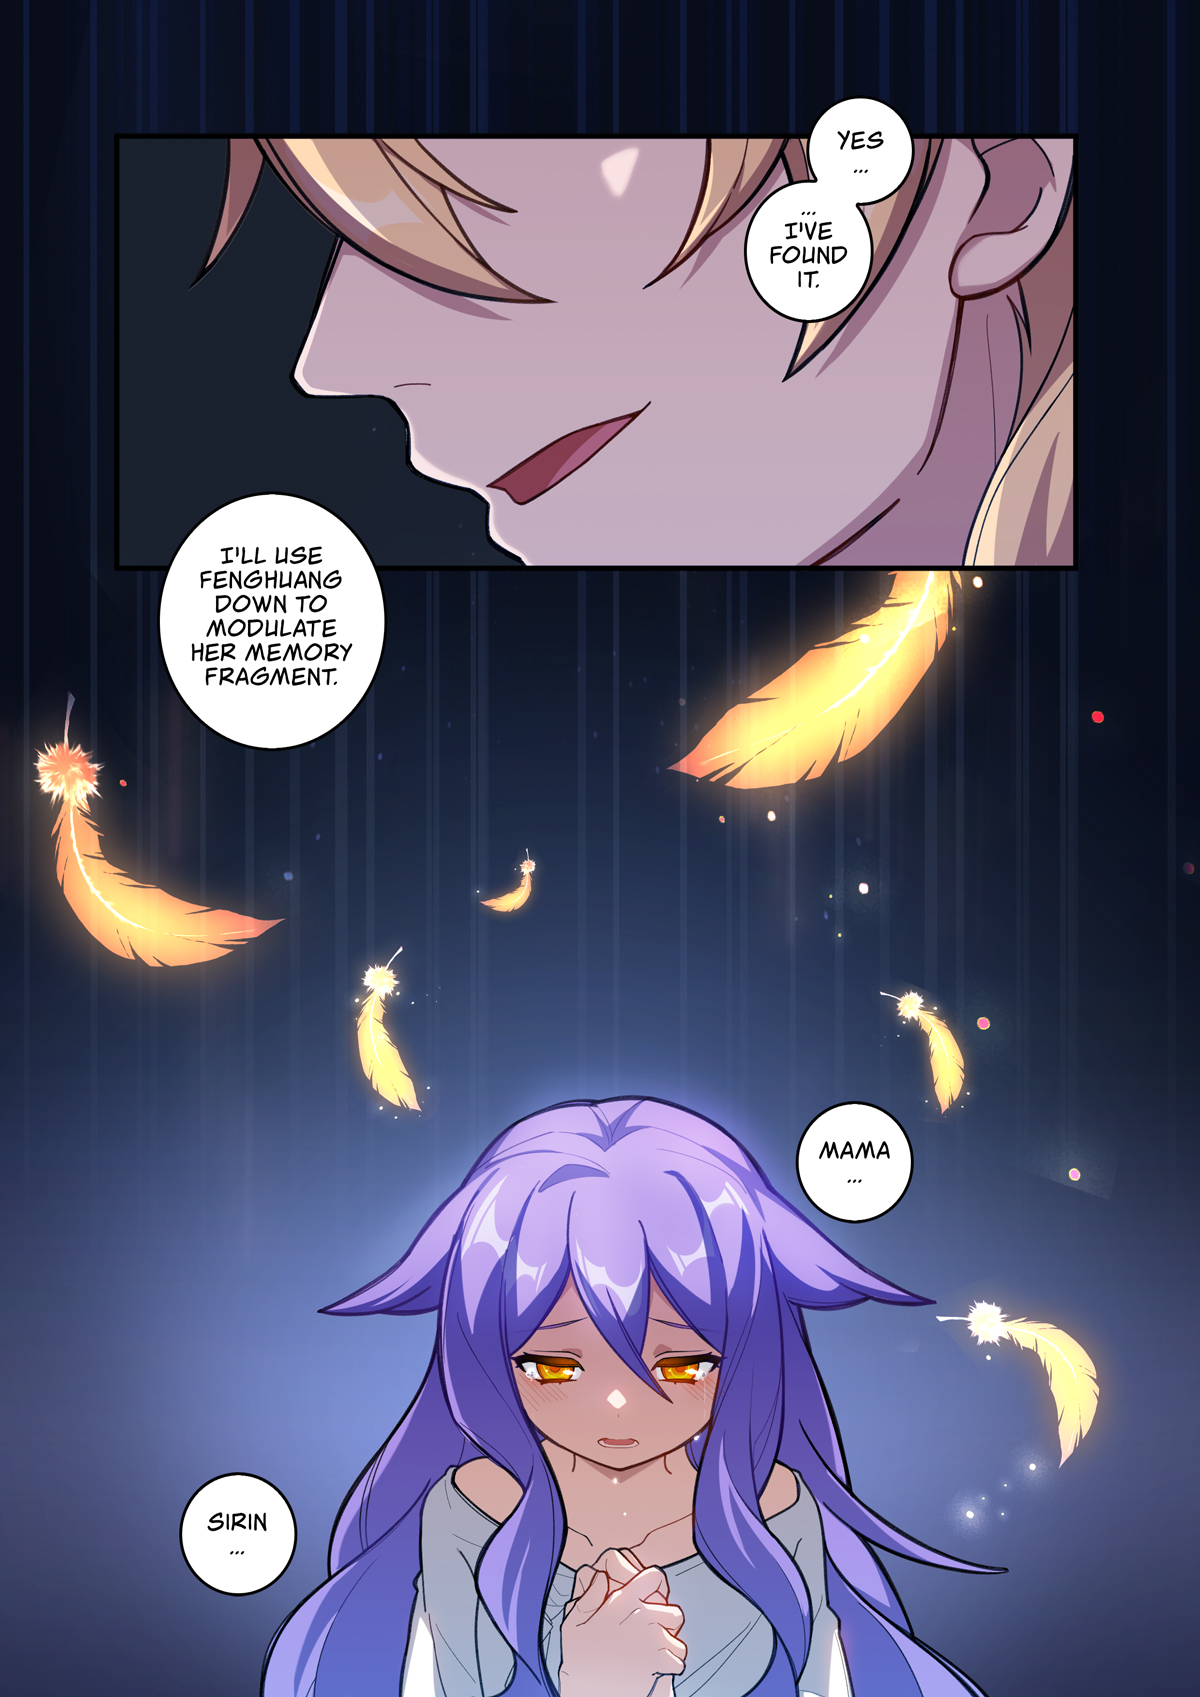 YES
...
...
I'VE
FOUND
IT.
I'LL USE
FENGHUANG
DOWN TO
MODULATE
HER MEMORY
FRAGMENT.
MAMA
...
SIRIN
...